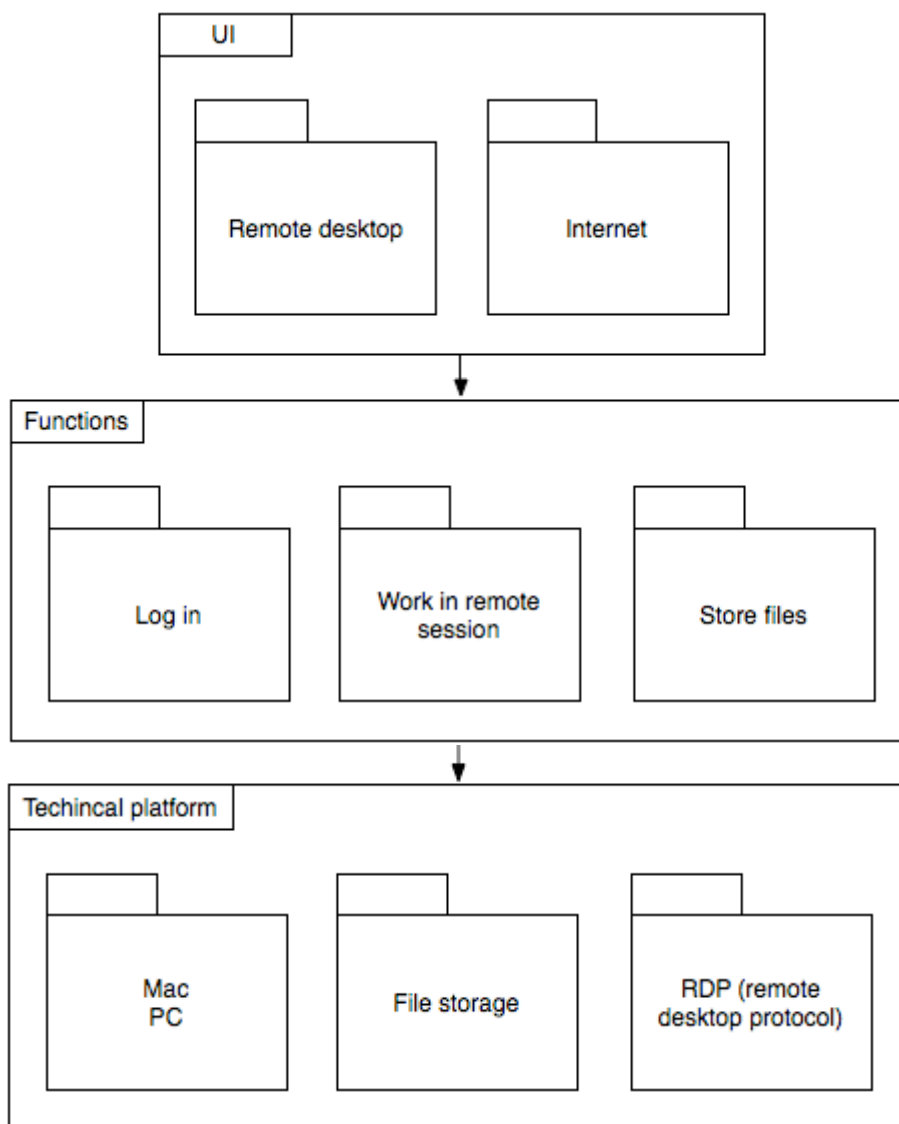 UI
Remote desktop
Internet
Functions
Log in
Work in remote
session
Store files
Techincal platform
Mac
PC
File storage
RDP (remote
desktop protocol)